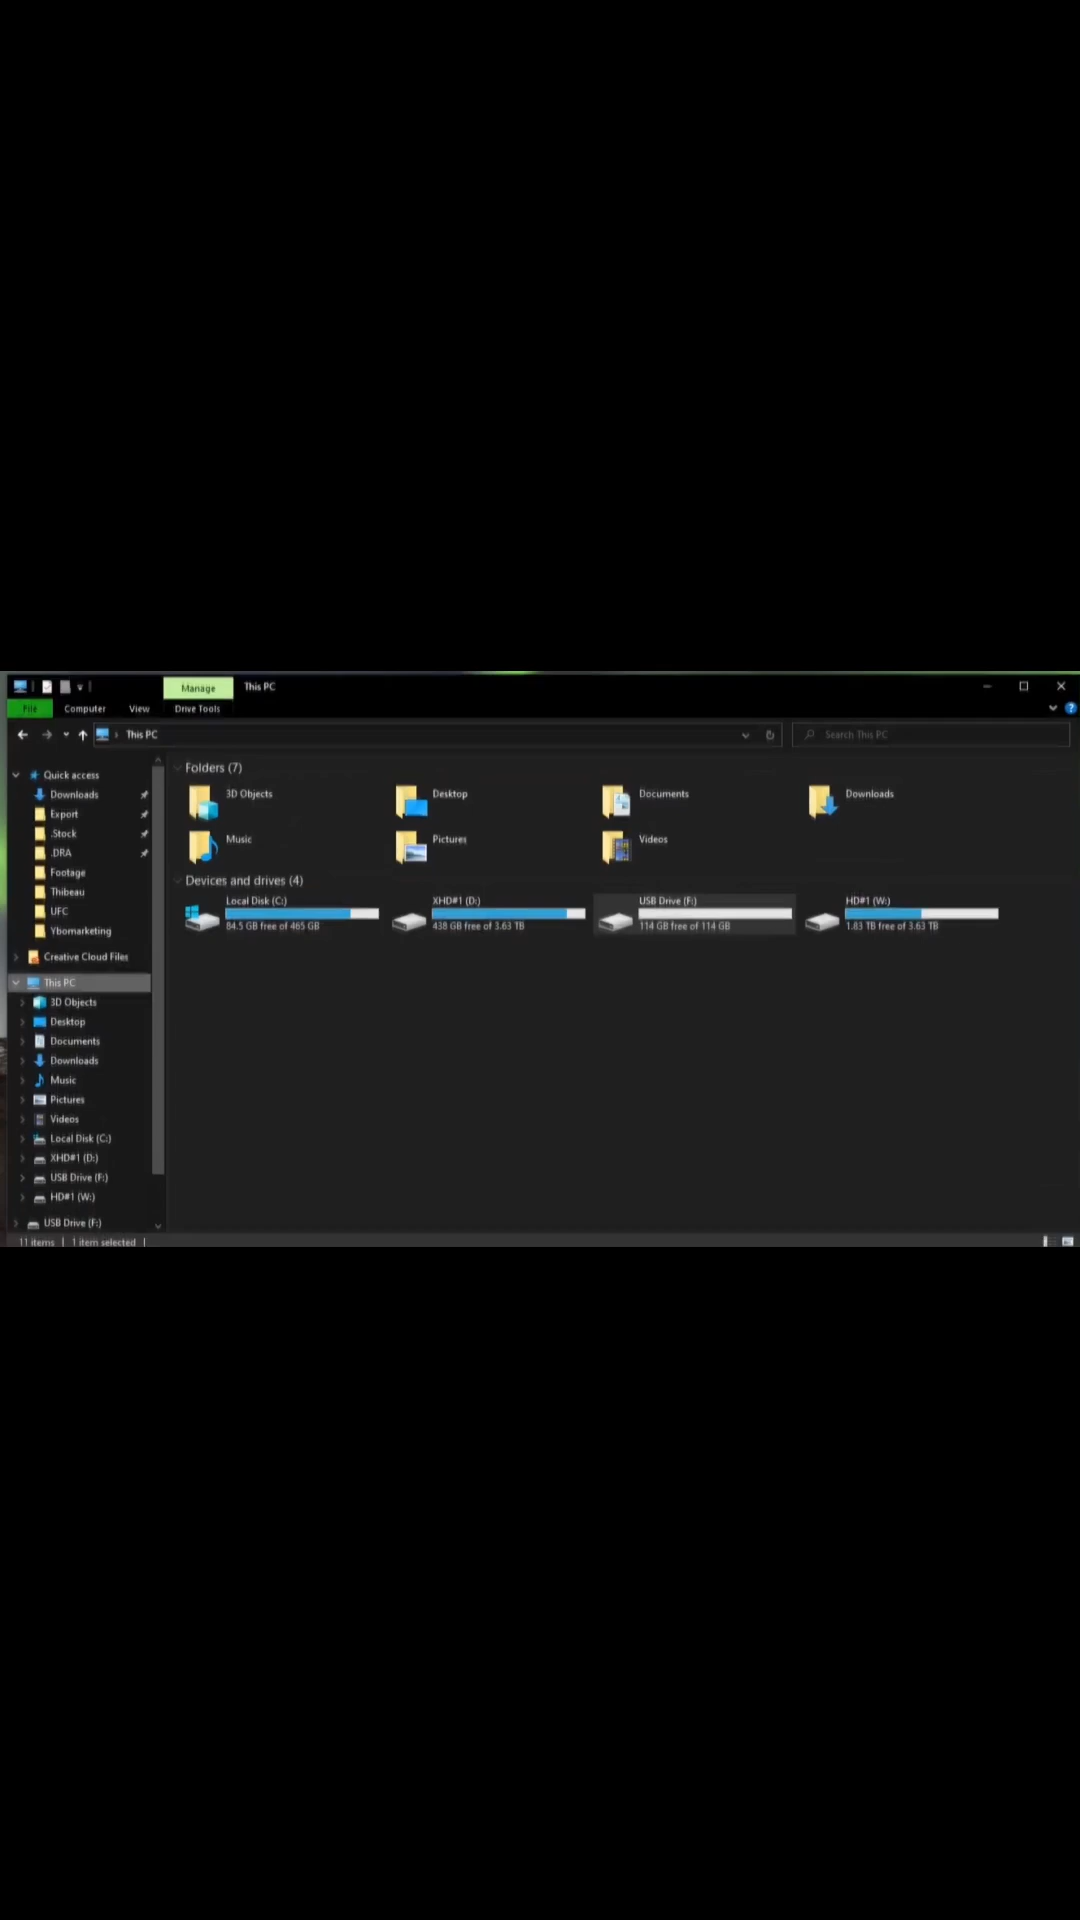 Manage This PC
File Computer View Drive Tools
This PC
Search This PC
Quick access
Downloads
Export
.Stock
.DRA
Footage
Thibeau
UFC
Ybomarketing
Creative Cloud Files
This PC
3D Objects
Desktop
Documents
Downloads
Music
Pictures
Videos
Local Disk (C:)
XHD#1 (D:)
USB Drive (F:)
HD#1 (W:)
USB Drive (F:)
Folders (7)
3D Objects Desktop Documents Downloads
Music Pictures Videos
Devices and drives (4)
Local Disk (C:) XHD#1 (D:) USB Drive (F:) HD#1 (W:)
84.5 GB free of 465 GB 438 GB free of 3.63 TB 114 GB free of 114 GB 1.83 TB free of 3.63 TB
11 items 1 item selected